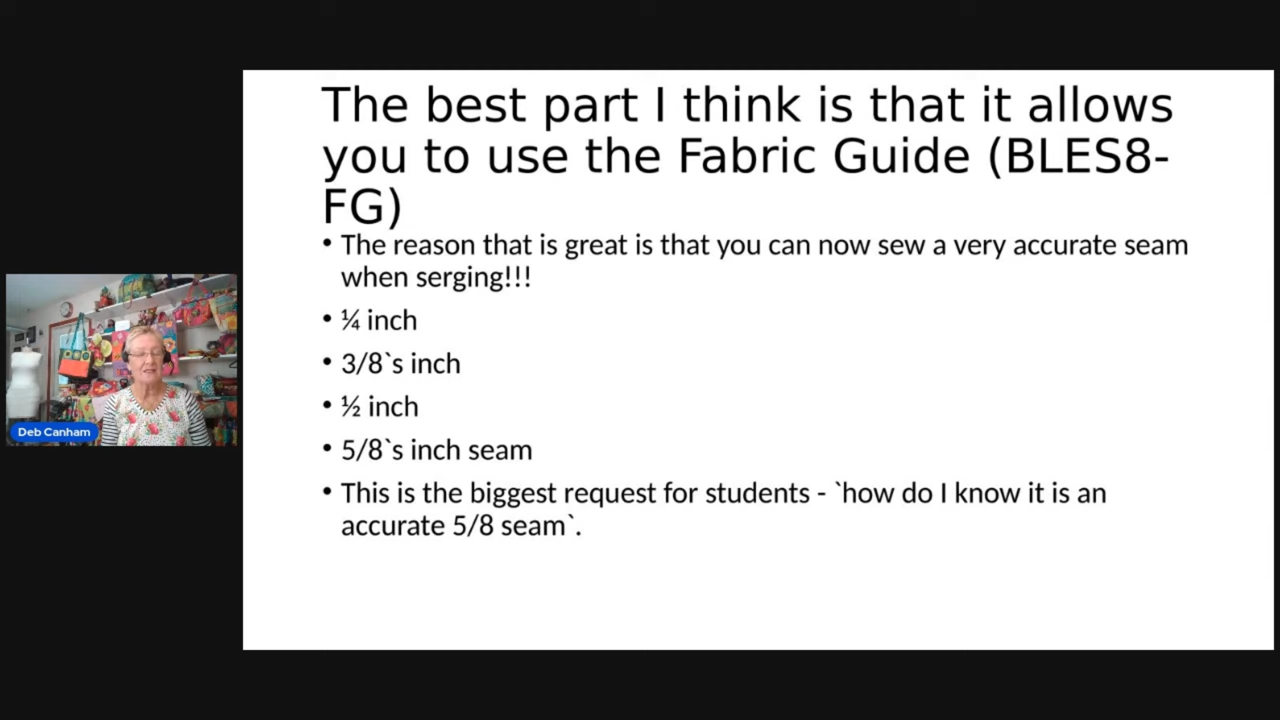 The best part I think is that it allows
you to use the Fabric Guide (BLES8-
FG)
• The reason that is great is that you can now sew a very accurate seam
when serging!!!
• ¼ inch
• 3/8`s inch
• ½ inch
• 5/8`s inch seam
• This is the biggest request for students - `how do I know it is an
accurate 5/8 seam`.
Deb Canham